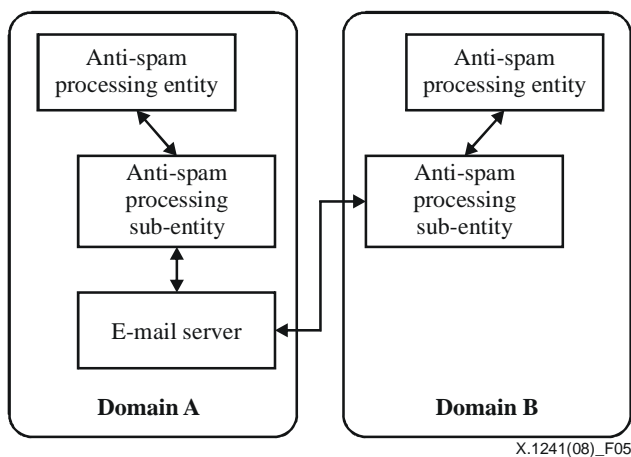 Anti-spam
processing entity
Anti-spam
processing
sub-entity
E-mail server
Domain A
Anti-spam
processing entity
Anti-spam
processing
sub-entity
Domain B
X.1241(08)_F05